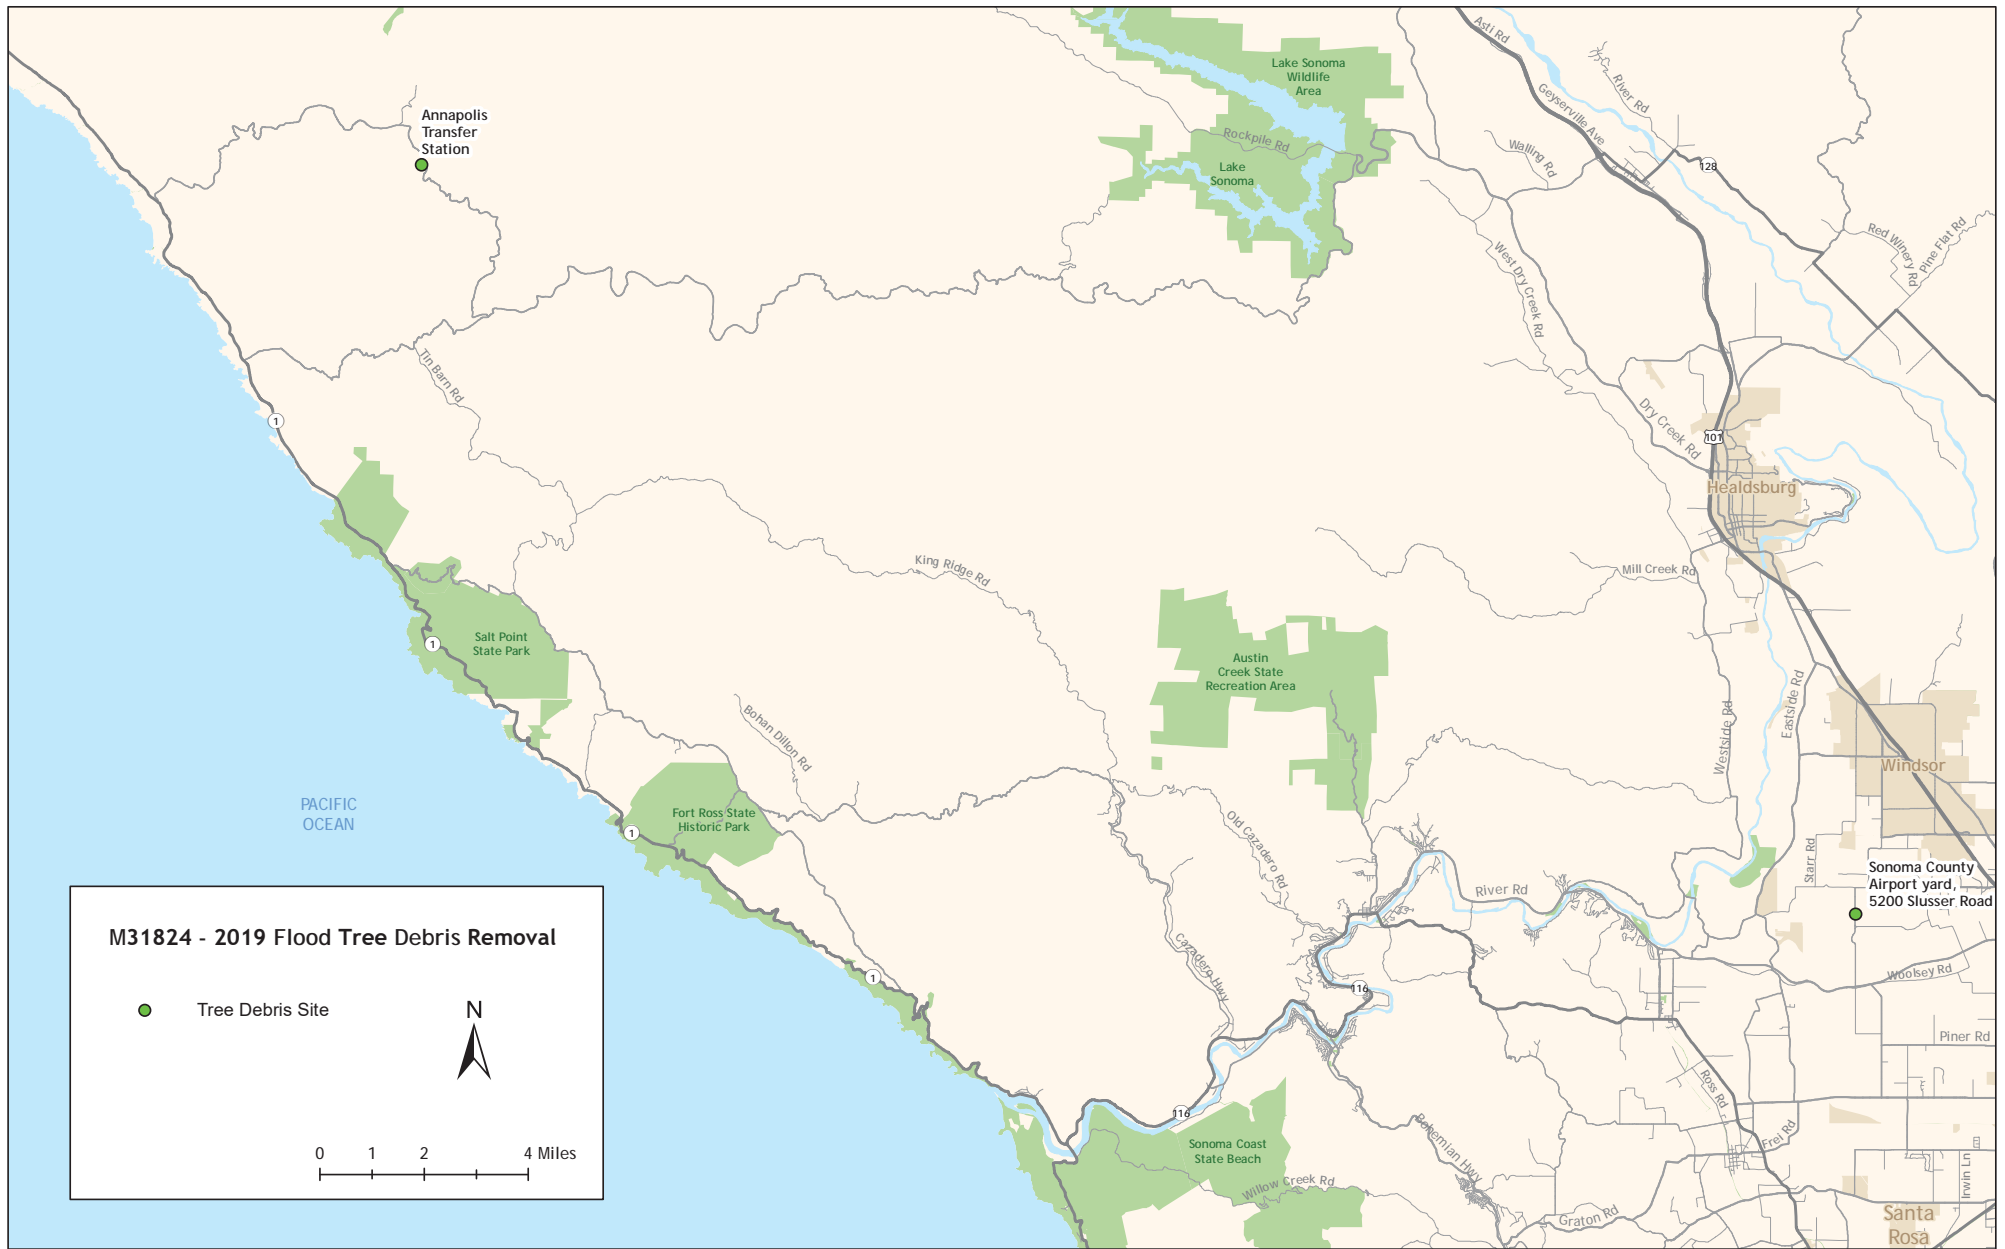 Asti Rd
Lake Sonoma
Wildlife
Area
River Rd
Geyserville Ave
Annapolis
Transfer
Station
Rockpile Rd
Walling Rd
128
Lake
Sonoma
Red Winery Rd
Pine Flat Rd
West Dry Creek Rd
Tin Barn Rd
1
Dry Creek Rd
101
Healdsburg
King Ridge Rd
Mill Creek Rd
Salt Point
State Park
1
Austin
Creek State
Recreation Area
Westside Rd
Eastside Rd
Bohan Dillon Rd
Windsor
PACIFIC
OCEAN
Fort Ross State
Historic Park
1
Old Cazadero Rd
Starr Rd
Sonoma County
Airport yard,
5200 Slusser Road
River Rd
M31824 - 2019 Flood Tree Debris Removal
Cazadero Hwy
1
116
Woolsey Rd
Tree Debris Site
N
Piner Rd
Ross Rd
116
Bohemian Hwy
Frei Rd
Sonoma Coast
State Beach
0 1 2 4 Miles
Willow Creek Rd
Irwin Ln
Graton Rd
Santa
Rosa